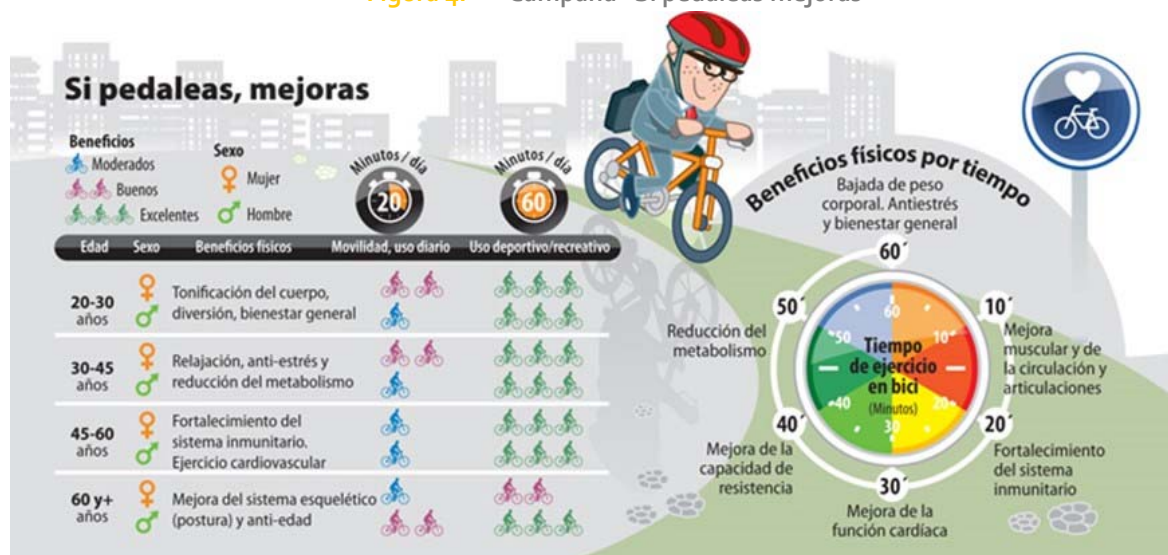 Figura 4. Campaña "Si pedaleas mejoras"
Si pedaleas, mejoras
Beneficios
Moderados
Buenos
Excelentes
Sexo
Mujer
Hombre
Minutos / día
20
Minutos / día
60
Edad Sexo Beneficios físicos Movilidad, uso diario Uso deportivo/recreativo
20-30
años
Tonificación del cuerpo,
diversión, bienestar general
30-45
años
Relajación, anti-estrés y
reducción del metabolismo
45-60
años
Fortalecimiento del
sistema inmunitario.
Ejercicio cardiovascular
60 y+
años
Mejora del sistema esquelético
(postura) y anti-edad
Beneficios físicos por tiempo
Bajada de peso
corporal. Antiestrés
y bienestar general
60´
10´
Mejora
muscular y de
la circulación y
articulaciones
20´
Fortalecimiento
del sistema
inmunitario
30´
Mejora de la
función cardíaca
40´
Mejora de la
capacidad de
resistencia
50´
Reducción del
metabolismo
60
10
20
30
40
50
Tiempo
de ejercicio
en bici
(Minutos)